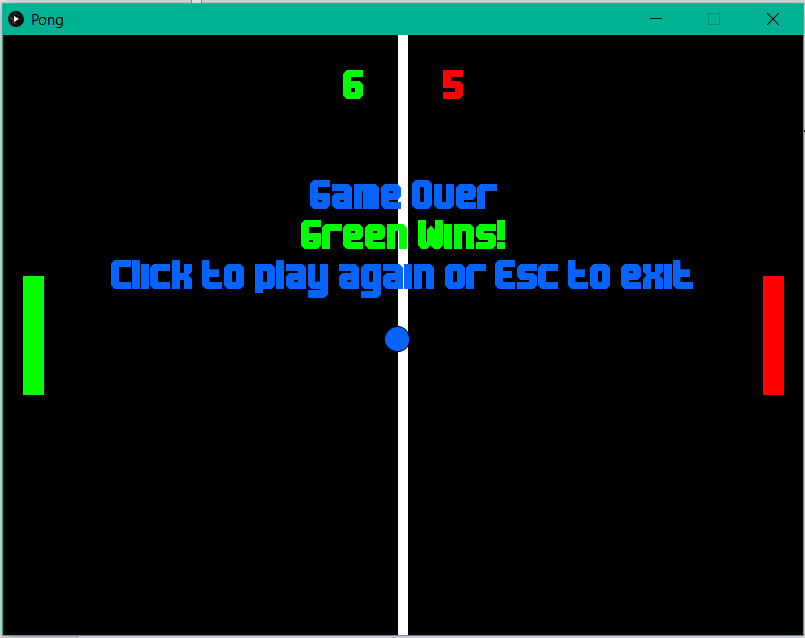 Pong
6 5
Game Over
Green Wins!
Click to play again or Esc to exit